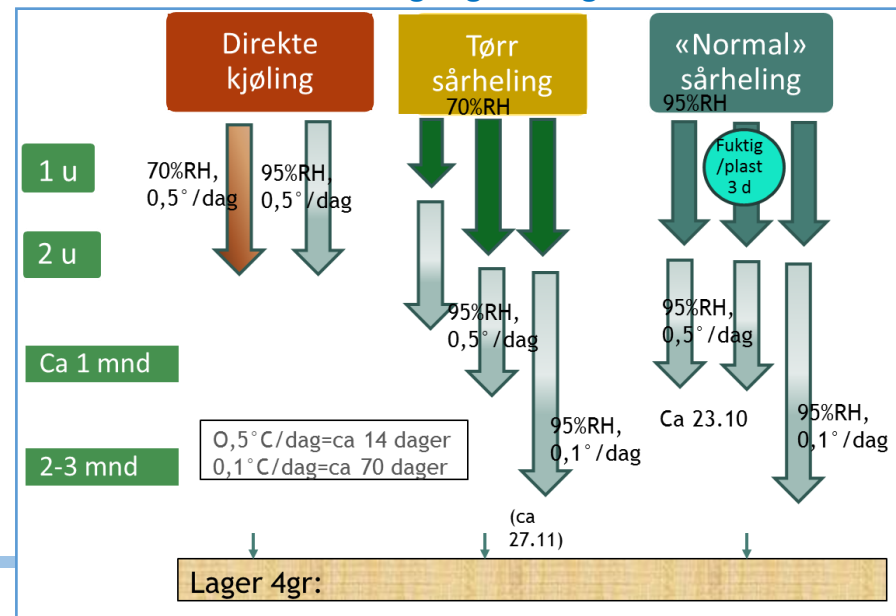 Direkte
kjøling
Tørr
sårheling
«Normal»
sårheling
70%RH
95%RH
1 u
70%RH,
0,5°/dag
95%RH,
0,5°/dag
Fuktig
/plast
3 d
2 u
95%RH,
0,5°/dag
95%RH,
0,5°/dag
Ca 1 mnd
Ca 23.10
95%RH,
0,1°/dag
95%RH,
0,1°/dag
O,5°C/dag=ca 14 dager
0,1°C/dag=ca 70 dager
2-3 mnd
(ca
27.11)
Lager 4gr: